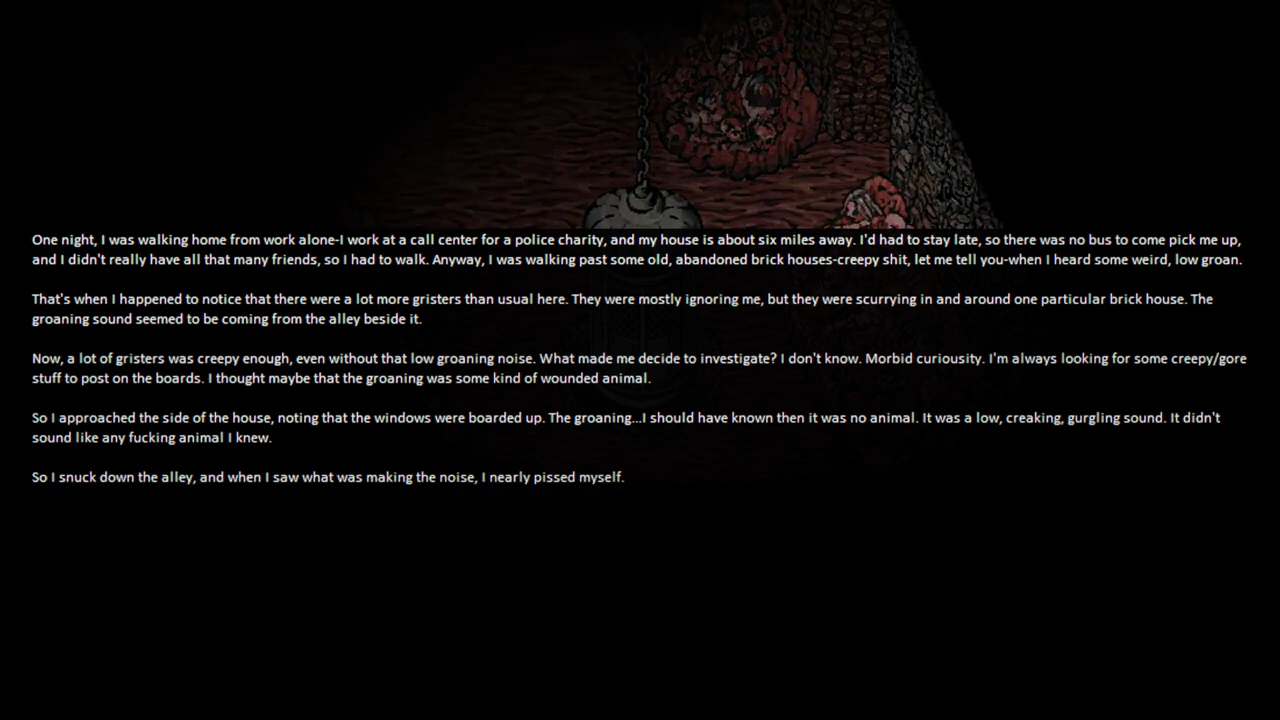 One night, I was walking home from work alone-I work at a call center for a police charity, and my house is about six miles away. I'd had to stay late, so there was no bus to come pick me up,
and I didn't really have all that many friends, so I had to walk. Anyway, I was walking past some old, abandoned brick houses-creepy shit, let me tell you-when I heard some weird, low groan.
That's when I happened to notice that there were a lot more gristers than usual here. They were mostly ignoring me, but they were scurrying in and around one particular brick house. The
groaning sound seemed to be coming from the alley beside it.
Now, a lot of gristers was creepy enough, even without that low groaning noise. What made me decide to investigate? I don't know. Morbid curiousity. I'm always looking for some creepy/gore
stuff to post on the boards. I thought maybe that the groaning was some kind of wounded animal.
So I approached the side of the house, noting that the windows were boarded up. The groaning...I should have known then it was no animal. It was a low, creaking, gurgling sound. It didn't
sound like any fucking animal I knew.
So I snuck down the alley, and when I saw what was making the noise, I nearly pissed myself.